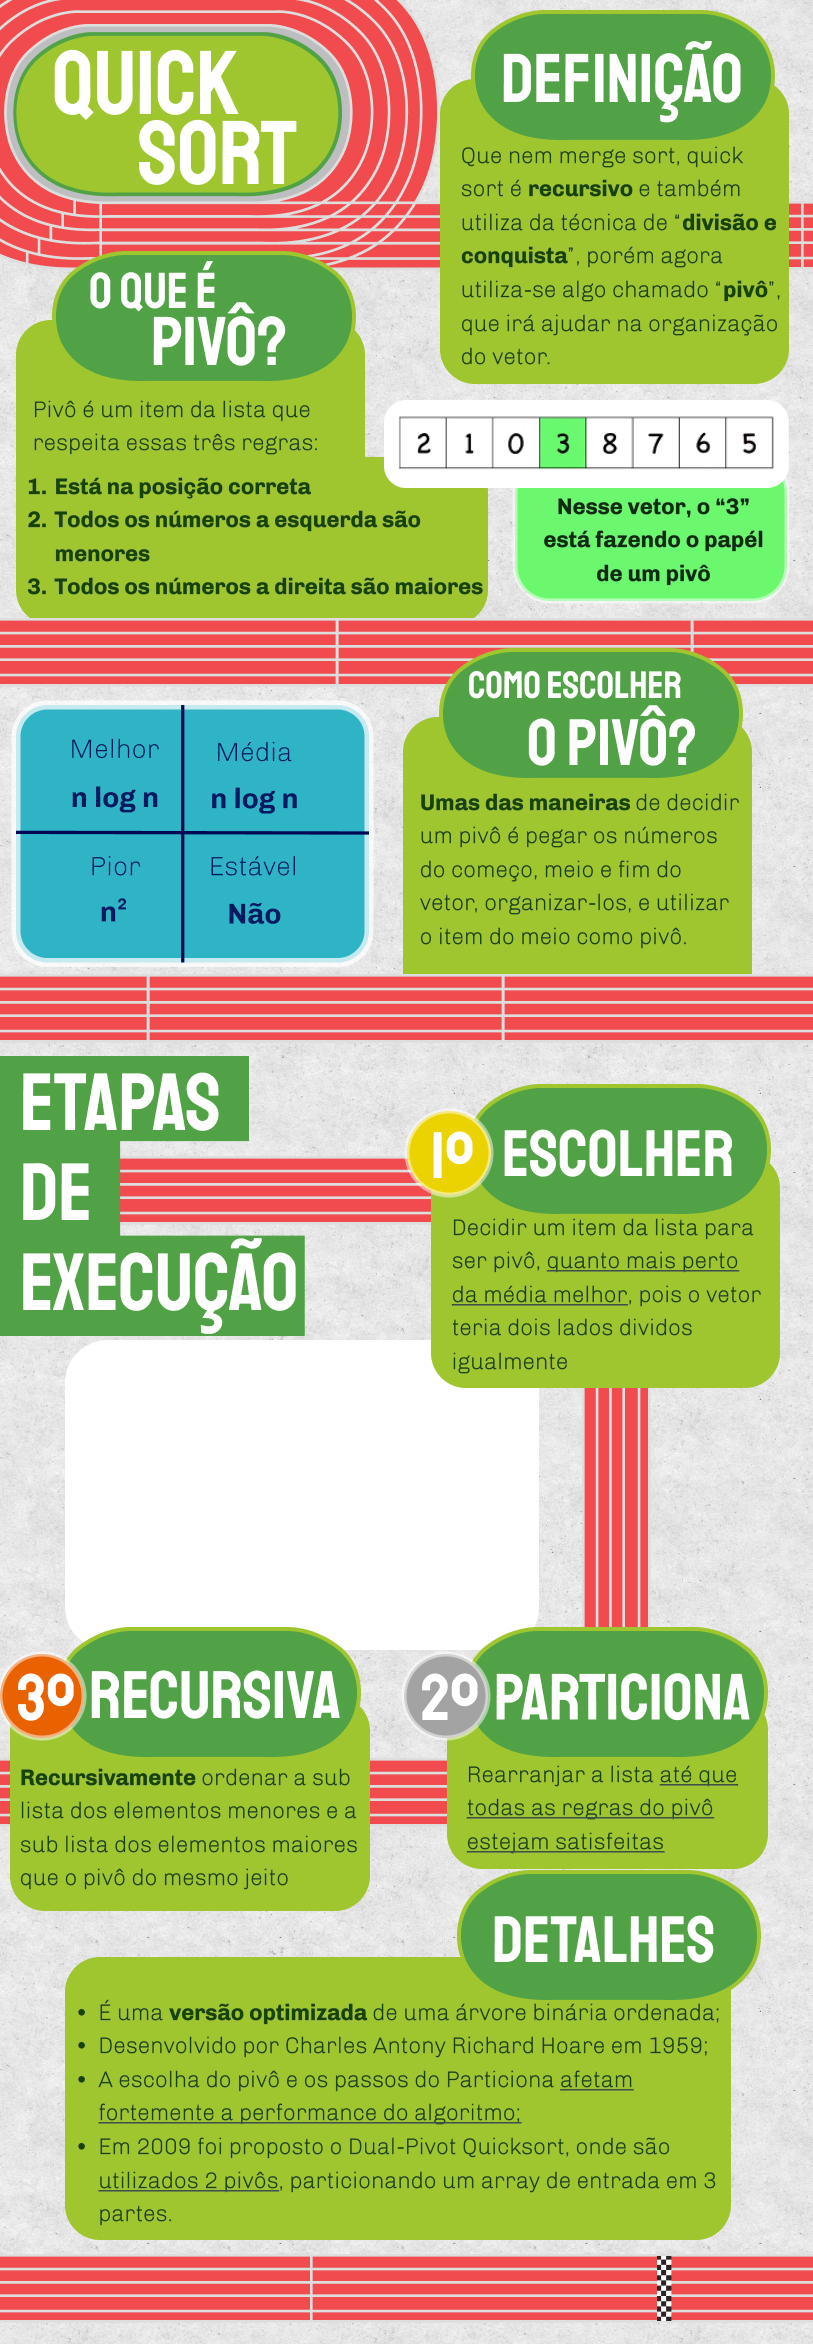 QUICK
SORT
DEFINIÇÃO
Que nem merge sort, quick
sort é recursivo e também
utiliza da técnica de “divisão e
conquista”, porém agora
utiliza-se algo chamado “pivô”,
que irá ajudar na organização
do vetor.
O QUE É
PIVÔ?
Pivô é um item da lista que
respeita essas três regras:
1. Está na posição correta
2. Todos os números a esquerda são
menores
3. Todos os números a direita são maiores
2 1 0 3 8 7 6 5
Nesse vetor, o “3”
está fazendo o papél
de um pivô
Melhor
n log n
Média
n log n
Pior
n²
Estável
Não
COMO ESCOLHER
O PIVÔ?
Umas das maneiras de decidir
um pivô é pegar os números
do começo, meio e fim do
vetor, organizar-los, e utilizar
o item do meio como pivô.
ETAPAS
DE
EXECUÇÃO
1º ESCOLHER
Decidir um item da lista para
ser pivô, quanto mais perto
da média melhor, pois o vetor
teria dois lados dividos
igualmente
2º PARTICIONA
Rearranjar a lista até que
todas as regras do pivô
estejam satisfeitas
3º RECURSIVA
Recursivamente ordenar a sub
lista dos elementos menores e a
sub lista dos elementos maiores
que o pivô do mesmo jeito
DETALHES
• É uma versão optimizada de uma árvore binária ordenada;
• Desenvolvido por Charles Antony Richard Hoare em 1959;
• A escolha do pivô e os passos do Particiona afetam
fortemente a performance do algoritmo;
• Em 2009 foi proposto o Dual-Pivot Quicksort, onde são
utilizados 2 pivôs, particionando um array de entrada em 3
partes.